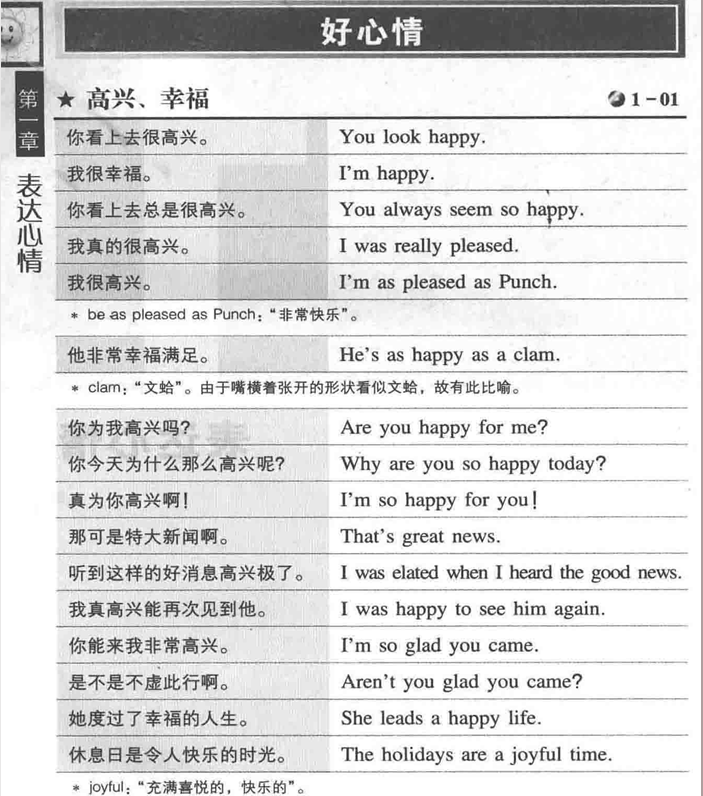 好心情
第一章 表达心情
★ 高兴、幸福 1-01
你看上去很高兴。 You look happy.
我很幸福。 I'm happy.
你看上去总是很高兴。 You always seem so happy.
我真的很高兴。 I was really pleased.
我很高兴。 I'm as pleased as Punch.
* be as pleased as Punch：“非常快乐”。
他非常幸福满足。 He's as happy as a clam.
* clam：“文蛤”。由于嘴横着张开的形状看似文蛤，故有此比喻。
你为我高兴吗？ Are you happy for me?
你今天为什么那么高兴呢？ Why are you so happy today?
真为你高兴啊！ I'm so happy for you!
那可是特大新闻啊。 That's great news.
听到这样的好消息高兴极了。 I was elated when I heard the good news.
我真高兴能再次见到他。 I was happy to see him again.
你能来我非常高兴。 I'm so glad you came.
是不是不虚此行啊。 Aren't you glad you came?
她度过了幸福的人生。 She leads a happy life.
休息日是令人快乐的时光。 The holidays are a joyful time.
* joyful：“充满喜悦的，快乐的”。